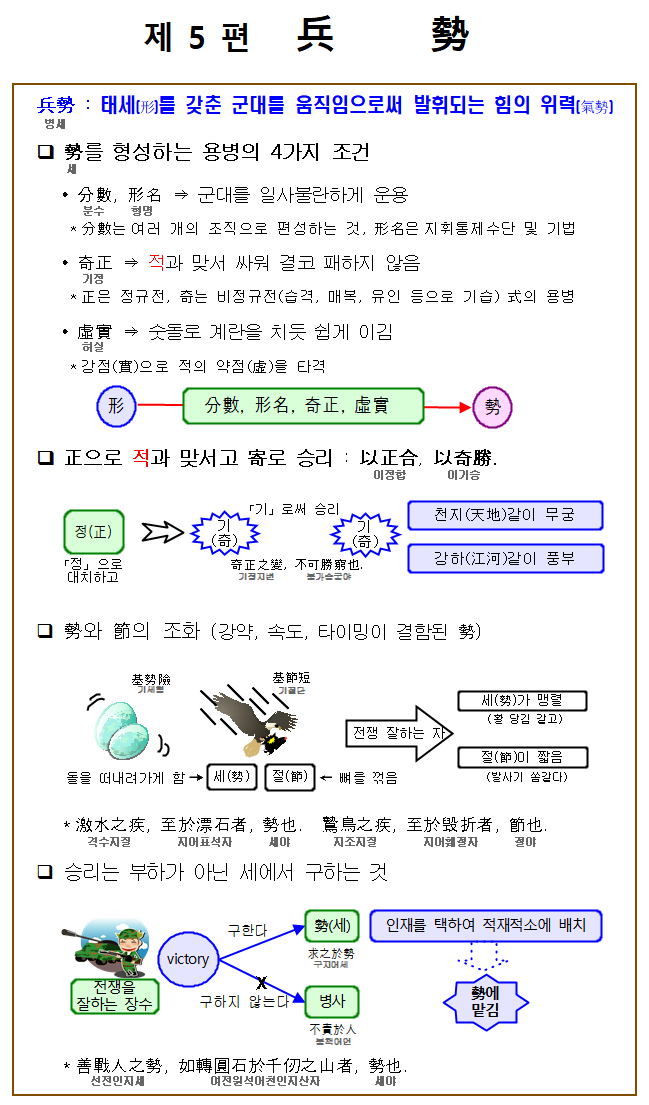 제 5 편 兵 勢
兵勢 : 태세(形)를 갖춘 군대를 움직임으로써 발휘되는 힘의 위력(氣勢)
병세
❑ 勢를 형성하는 용병의 4가지 조건
세
• 分數, 形名 ⇒ 군대를 일사불란하게 운용
분수 형명
* 分數는 여러 개의 조직으로 편성하는 것, 形名은 지휘통제수단 및 기법
• 奇正 ⇒ 적과 맞서 싸워 결코 패하지 않음
기정
* 正은 정규전, 奇는 비정규전(습격, 매복, 유인 등으로 기습) 式의 용병
• 虛實 ⇒ 숫돌로 계란을 치듯 쉽게 이김
허실
* 강점(實)으로 적의 약점(虛)을 타격
形 分數, 形名, 奇正, 虛實 勢
❑ 正으로 적과 맞서고 寄로 승리 : 以正合, 以奇勝.
이정합 이기승
정(正)
「정」으로
대치하고
기
(奇)
「기」로써 승리
기
(奇)
奇正之變, 不可勝窮也.
기정지변 불가승궁야
천지(天地)같이 무궁
강하(江河)같이 풍부
❑ 勢와 節의 조화 (강약, 속도, 타이밍이 결합된 勢)
基勢險
기세험
基節短
기절단
돌을 떠내려가게 함 → 세(勢) 절(節) ← 뼈를 꺾음
전쟁 잘하는 자
세(勢)가 맹렬
(활 당김 같고)
절(節)이 짧음
(발사기 쏨같다)
* 激水之疾, 至於漂石者, 勢也. 鷙鳥之疾, 至於毁折者, 節也.
격수지질 지어표석자 세야 지조지질 지어훼절자 절야
❑ 승리는 부하가 아닌 세에서 구하는 것
전쟁을
잘하는 장수
victory
구한다
勢(세)
求之於勢
구지어세
X
구하지 않는다
병사
不責於人
불책어인
인재를 택하여 적재적소에 배치
勢에
맡김
* 善戰人之勢, 如轉圓石於千仞之山者, 勢也.
선전인지세 여전원석어천인지산자 세야